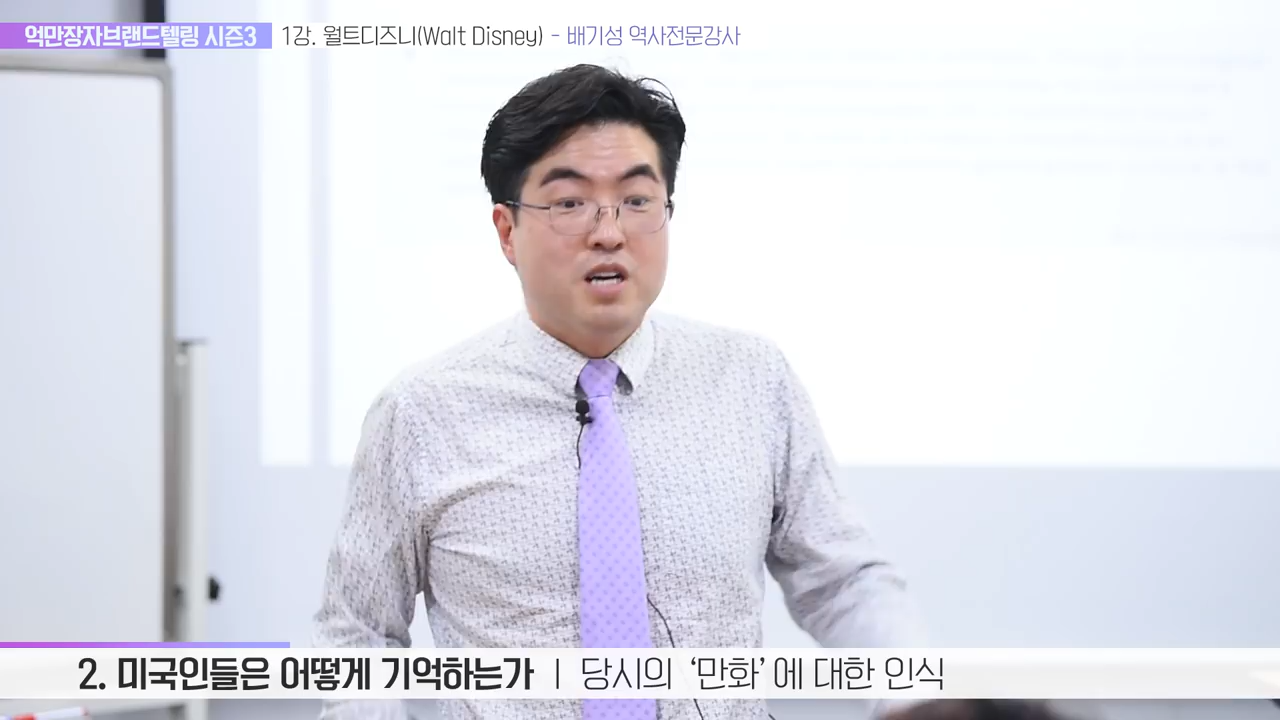 억만장자브랜드텔링 시즌3 1강. 월트디즈니(Walt Disney) - 배기성 역사전문강사
2. 미국인들은 어떻게 기억하는가 | 당시의 ‘만화’에 대한 인식